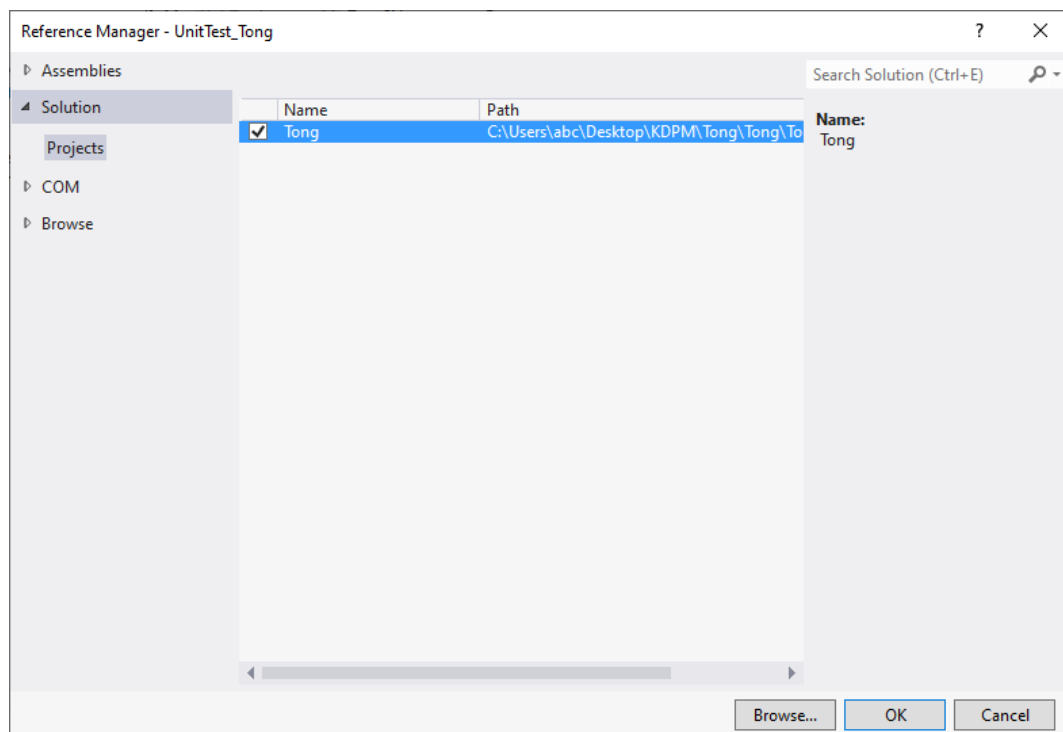 Reference Manager - UnitTest_Tong
Assemblies
Search Solution (Ctrl+E)
Solution
Name Path
Name:
Tong C:\Users\abc\Desktop\KDPM\Tong\Tong\To
Tong
Projects
COM
Browse
Browse... OK Cancel